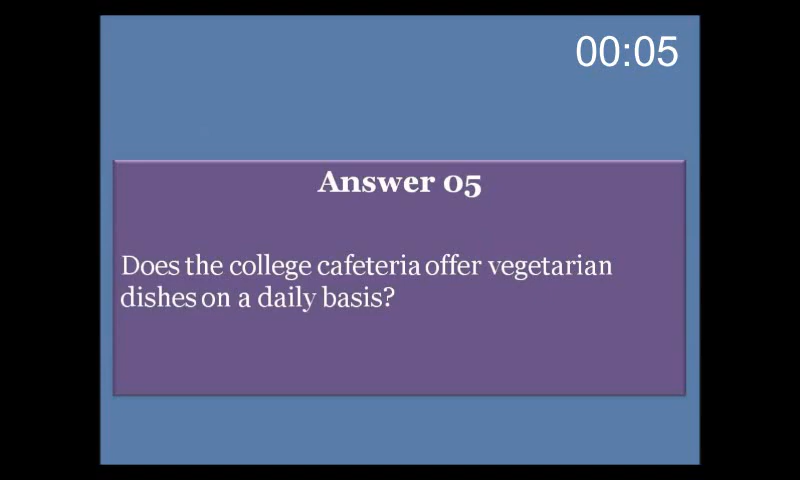 00:05
Answer 05
Does the college cafeteria offer vegetarian
dishes on a daily basis?